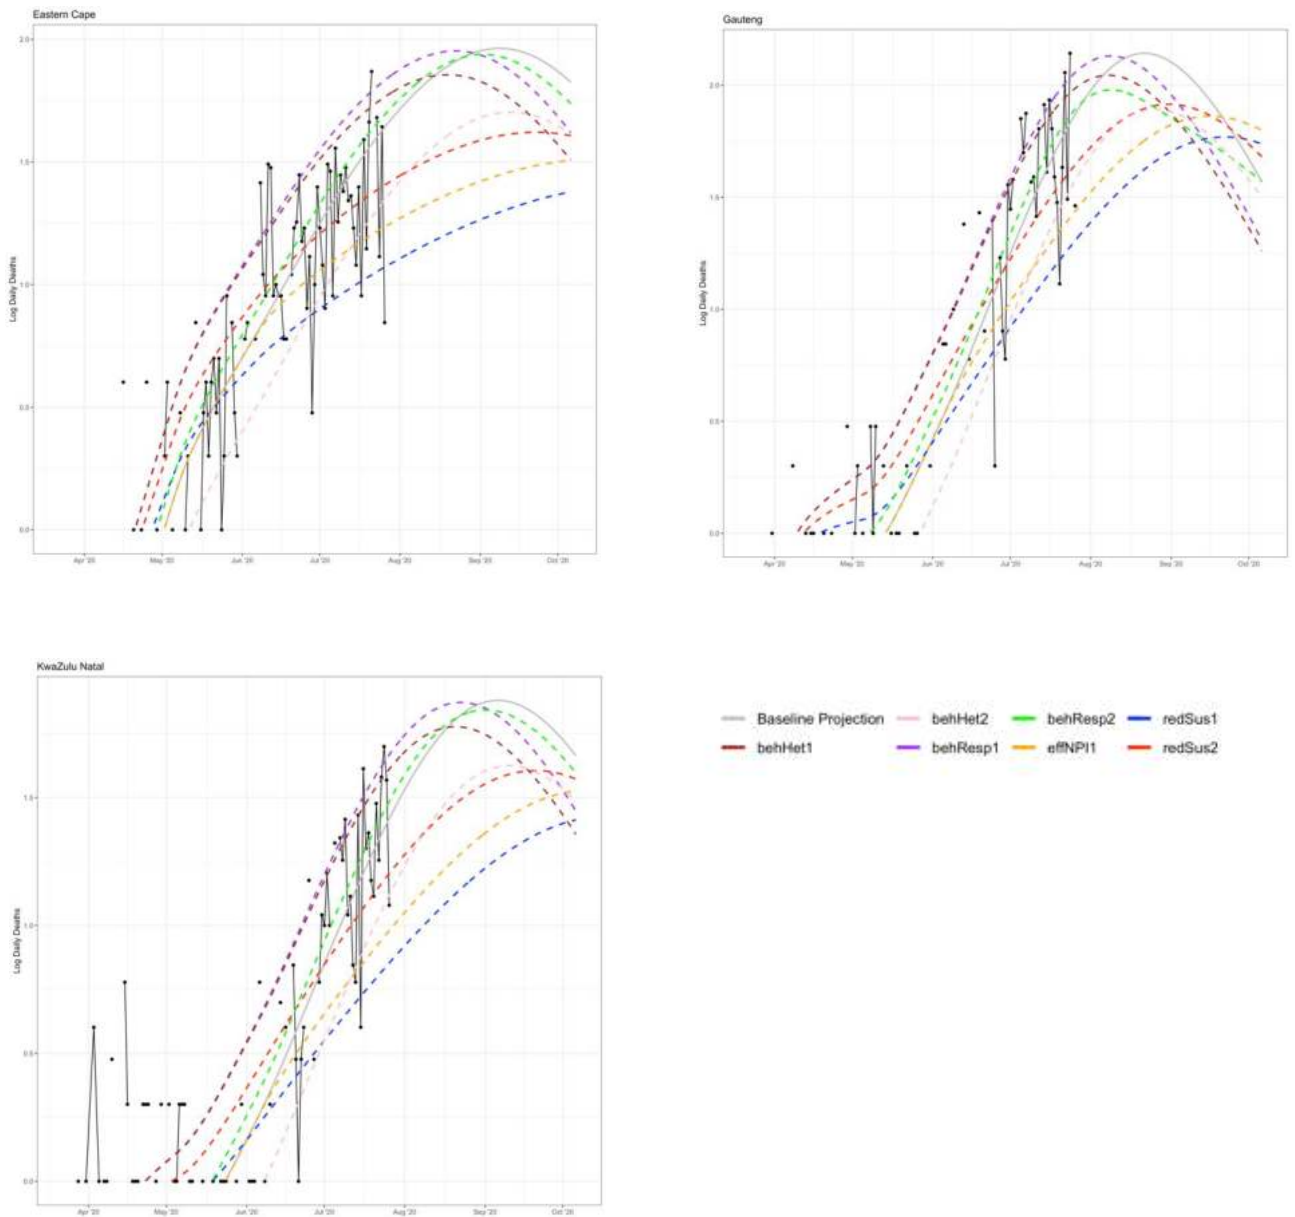 Eastern Cape
Log Daily Deaths
2.0
1.5
1.0
0.5
0.0
Apr '20
May '20
Jun '20
Jul '20
Aug '20
Sep '20
Oct '20
Gauteng
Log Daily Deaths
2.0
1.5
1.0
0.5
0.0
Apr '20
May '20
Jun '20
Jul '20
Aug '20
Sep '20
Oct '20
KwaZulu Natal
Log Daily Deaths
1.5
1.0
0.5
0.0
Apr '20
May '20
Jun '20
Jul '20
Aug '20
Sep '20
Oct '20
Baseline Projection behHet2 behResp2 redSus1
behHet1 behResp1 effNPI1 redSus2